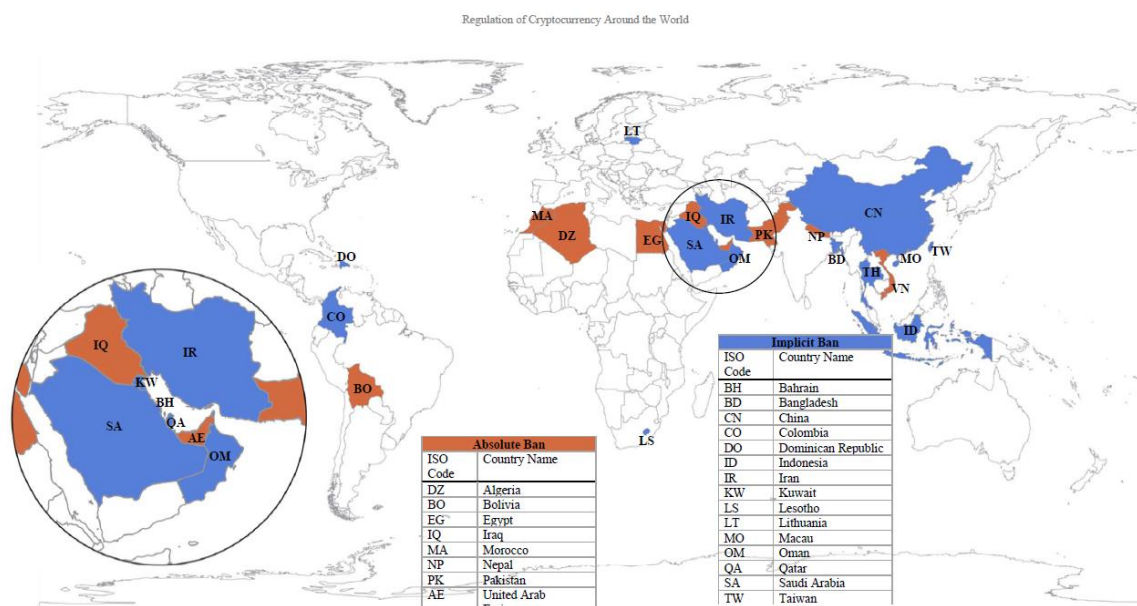 Regulation of Cryptocurrency Around the World
LT
MA
DZ
EG
IQ
IR
SA
OM
PK
CN
NP
BD
MO
TW
TH
VN
ID
DO
CO
BO
LS
IQ
IR
KW
BH
QA
SA
AE
OM
Absolute Ban
ISO Code Country Name
DZ Algeria
BO Bolivia
EG Egypt
IQ Iraq
MA Morocco
NP Nepal
PK Pakistan
AE United Arab
Implicit Ban
ISO Code Country Name
BH Bahrain
BD Bangladesh
CN China
CO Colombia
DO Dominican Republic
ID Indonesia
IR Iran
KW Kuwait
LS Lesotho
LT Lithuania
MO Macau
OM Oman
QA Qatar
SA Saudi Arabia
TW Taiwan